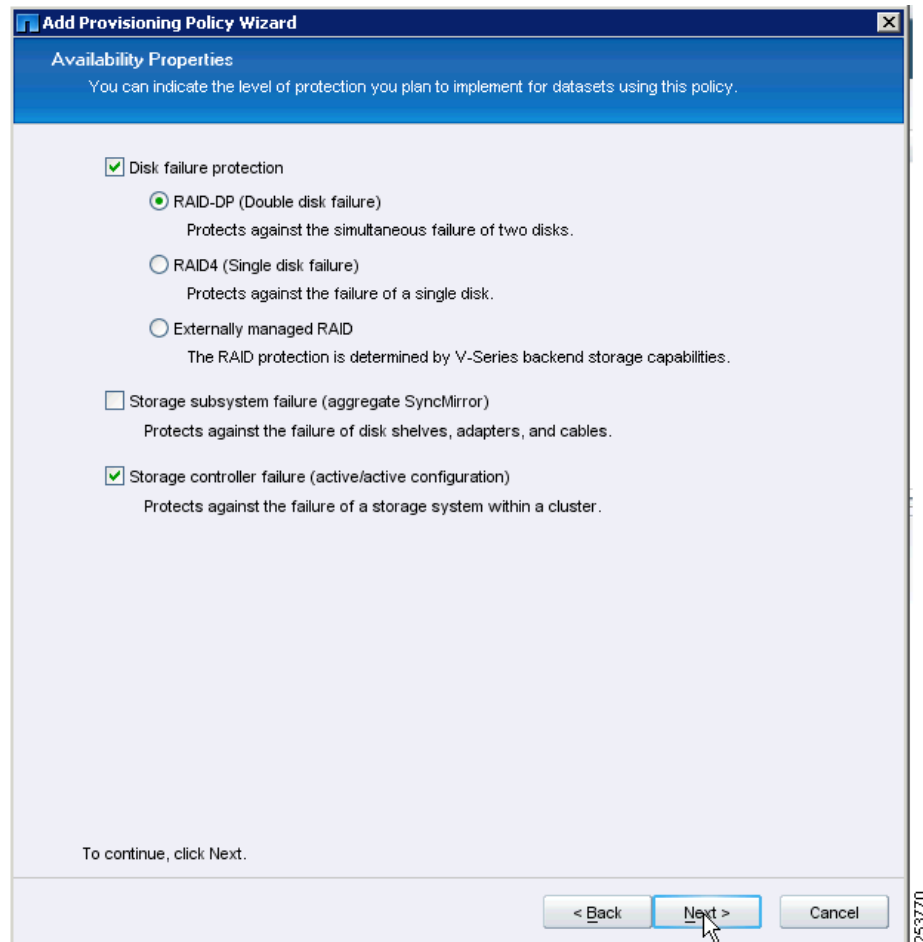 Add Provisioning Policy Wizard
Availability Properties
You can indicate the level of protection you plan to implement for datasets using this policy.
Disk failure protection
RAID-DP (Double disk failure)
Protects against the simultaneous failure of two disks.
RAID4 (Single disk failure)
Protects against the failure of a single disk.
Externally managed RAID
The RAID protection is determined by V-Series backend storage capabilities.
Storage subsystem failure (aggregate SyncMirror)
Protects against the failure of disk shelves, adapters, and cables.
Storage controller failure (active/active configuration)
Protects against the failure of a storage system within a cluster.
To continue, click Next.
< Back
Next >
Cancel
253770